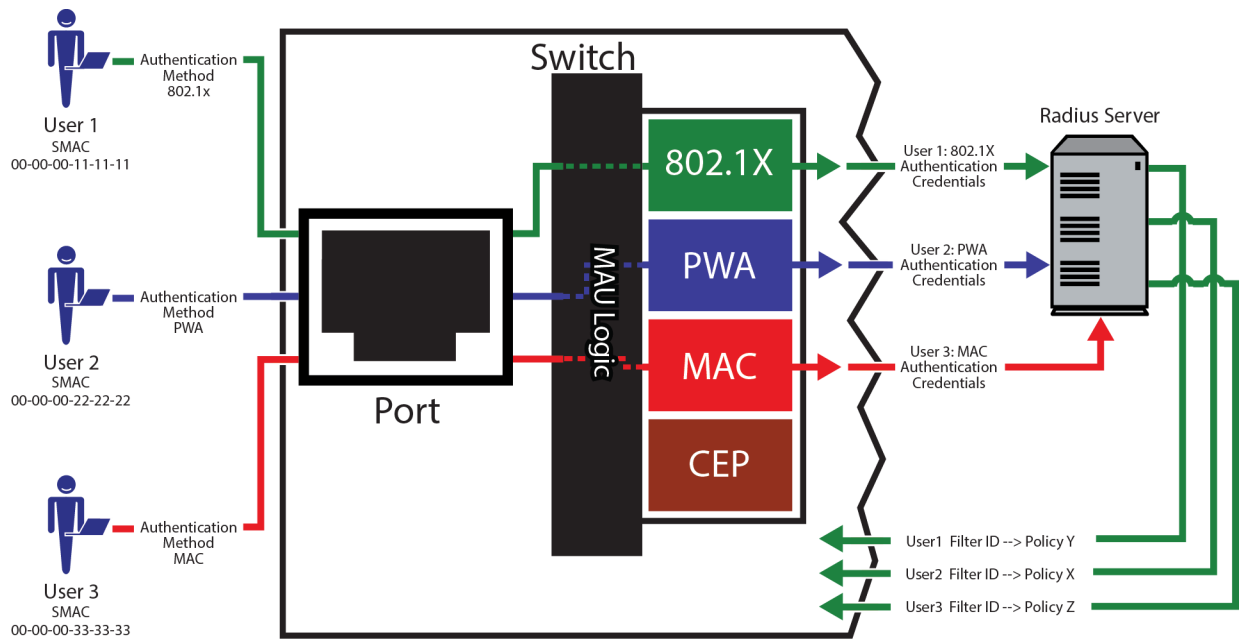 Authentication
Method
802.1x
User 1
SMAC
00-00-00-11-11-11
Authentication
Method
PWA
User 2
SMAC
00-00-00-22-22-22
Authentication
Method
MAC
User 3
SMAC
00-00-00-33-33-33
Switch
Port
MAU Logic
802.1X
PWA
MAC
CEP
User 1: 802.1X
Authentication
Credentials
User 2: PWA
Authentication
Credentials
User 3: MAC
Authentication
Credentials
Radius Server
User1 Filter ID --> Policy Y
User2 Filter ID --> Policy X
User3 Filter ID --> Policy Z